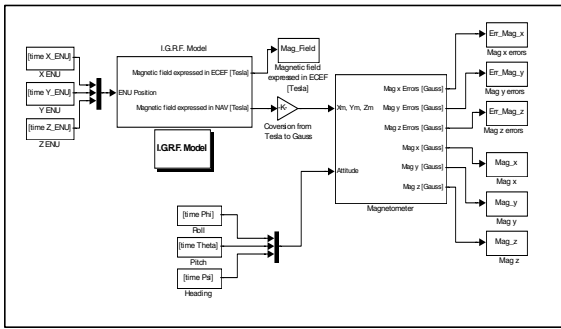 I.G.R.F. Model
[time X_ENU]
X ENU
[time Y_ENU]
Y ENU
[time Z_ENU]
Z ENU
ENU Position
Magnetic field expressed in ECEF [Tesla]
Magnetic field expressed in NAV [Tesla]
I.G.R.F. Model
Mag_Field
Magnetic field
expressed in ECEF
[Tesla]
-K-
Coversion from
Tesla to Gauss
Xm, Ym, Zm
Attitude
Mag x Errors [Gauss]
Mag y Errors [Gauss]
Mag z Errors [Gauss]
Mag x [Gauss]
Mag y [Gauss]
Mag z [Gauss]
Magnetometer
Err_Mag_x
Mag x errors
Err_Mag_y
Mag y errors
Err_Mag_z
Mag z errors
Mag_x
Mag x
Mag_y
Mag y
Mag_z
Mag z
[time Phi]
Roll
[time Theta]
Pitch
[time Psi]
Heading